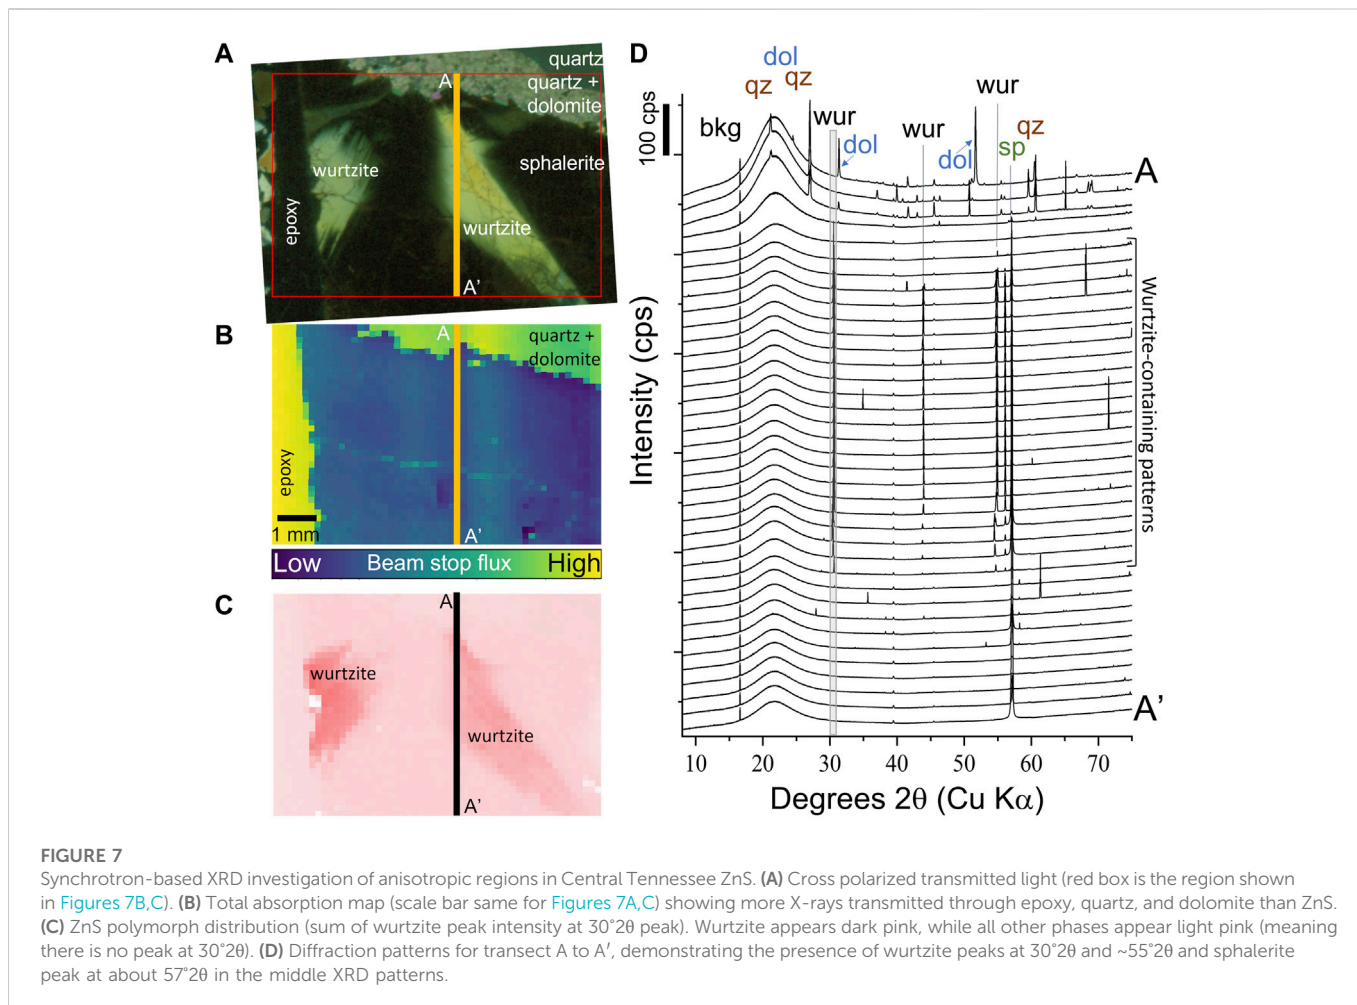 A
quartz
quartz +
dolomite
A
wurtzite
sphalerite
epoxy
wurtzite
A'
B
A
quartz +
dolomite
epoxy
1 mm
A'
Low Beam stop flux High
C
A
wurtzite
wurtzite
A'
D
dol
qz qz
wur
wur
100 cps
bkg
wur
dol
dol
qz
sp
A
Intensity (cps)
Wurtzite-containing patterns
A'
10 20 30 40 50 60 70
Degrees 2θ (Cu Kα)
FIGURE 7
Synchrotron-based XRD investigation of anisotropic regions in Central Tennessee ZnS. (A) Cross polarized transmitted light (red box is the region shown
in Figures 7B,C). (B) Total absorption map (scale bar same for Figures 7A,C) showing more X-rays transmitted through epoxy, quartz, and dolomite than ZnS.
(C) ZnS polymorph distribution (sum of wurtzite peak intensity at 30°2θ peak). Wurtzite appears dark pink, while all other phases appear light pink (meaning
there is no peak at 30°2θ). (D) Diffraction patterns for transect A to A′, demonstrating the presence of wurtzite peaks at 30°2θ and ~55°2θ and sphalerite
peak at about 57°2θ in the middle XRD patterns.